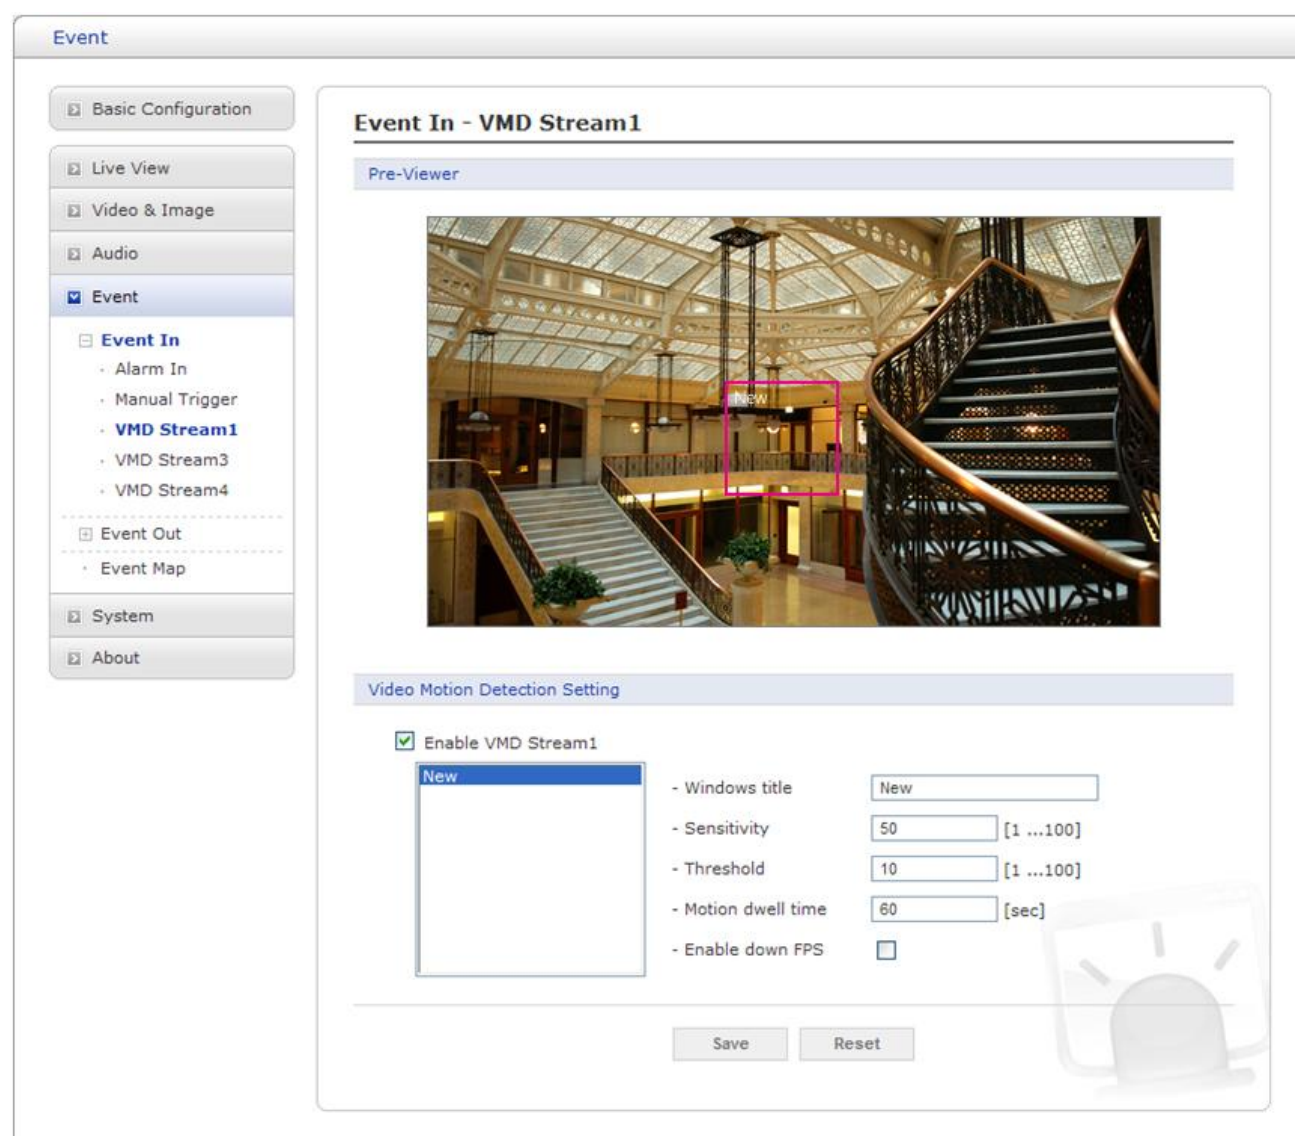 Event
Basic Configuration
Live View
Video & Image
Audio
Event
Event In
· Alarm In
· Manual Trigger
· VMD Stream1
· VMD Stream3
· VMD Stream4
Event Out
· Event Map
System
About
Event In - VMD Stream1
Pre-Viewer
New
Video Motion Detection Setting
Enable VMD Stream1
New
- Windows title New
- Sensitivity 50 [1 ...100]
- Threshold 10 [1 ...100]
- Motion dwell time 60 [sec]
- Enable down FPS
Save Reset